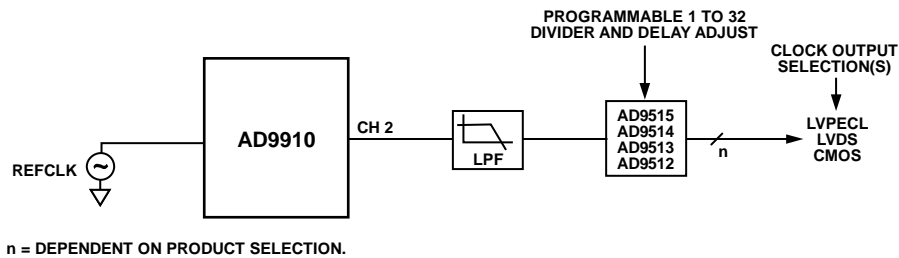 PROGRAMMABLE 1 TO 32
DIVIDER AND DELAY ADJUST
CLOCK OUTPUT
SELECTION(S)
REFCLK
AD9910
CH 2
LPF
AD9515
AD9514
AD9513
AD9512
n
LVPECL
LVDS
CMOS
n = DEPENDENT ON PRODUCT SELECTION.